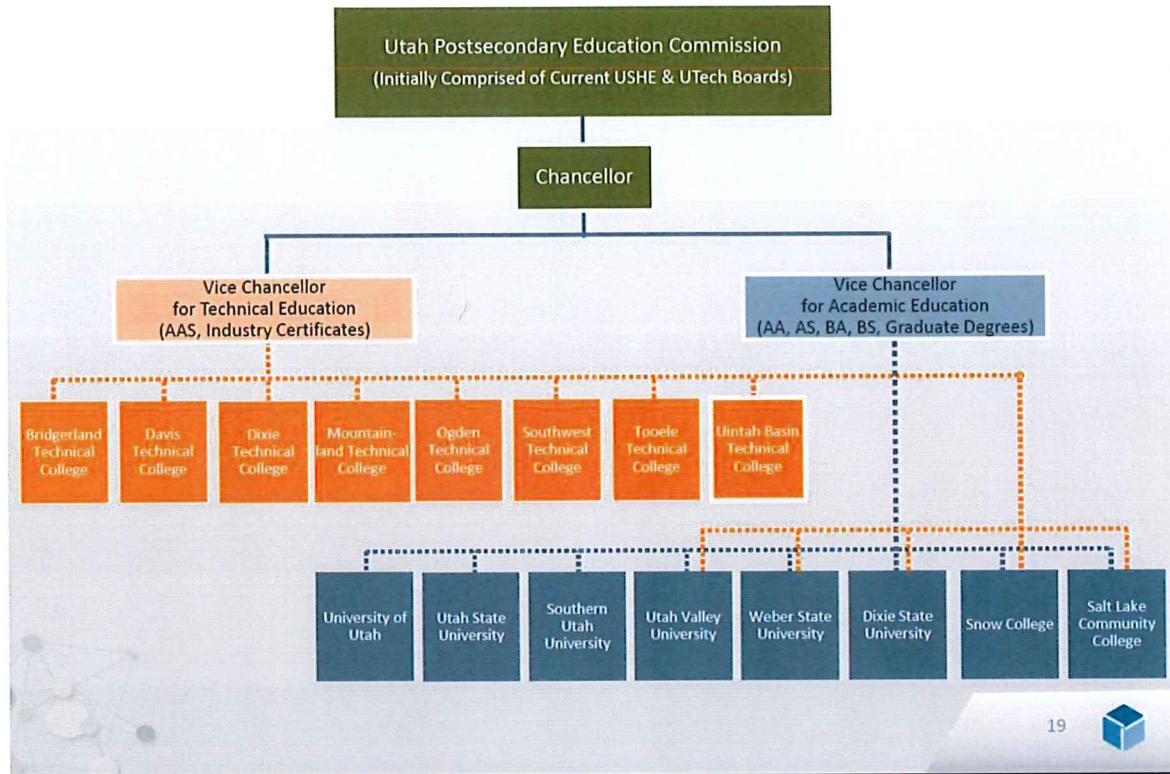 Utah Postsecondary Education Commission
(Initially Comprised of Current USHE & UTech Boards)
Chancellor
Vice Chancellor
for Technical Education
(AAS, Industry Certificates)
Vice Chancellor
for Academic Education
(AA, AS, BA, BS, Graduate Degrees)
Bridgerland
Technical
College
Davis
Technical
College
Dixie
Technical
College
Mountain-
land Technical
College
Ogden
Technical
College
Southwest
Technical
College
Tooele
Technical
College
Uintah Basin
Technical
College
University of
Utah
Utah State
University
Southern
Utah
University
Utah Valley
University
Weber State
University
Dixie State
University
Snow College
Salt Lake
Community
College
19